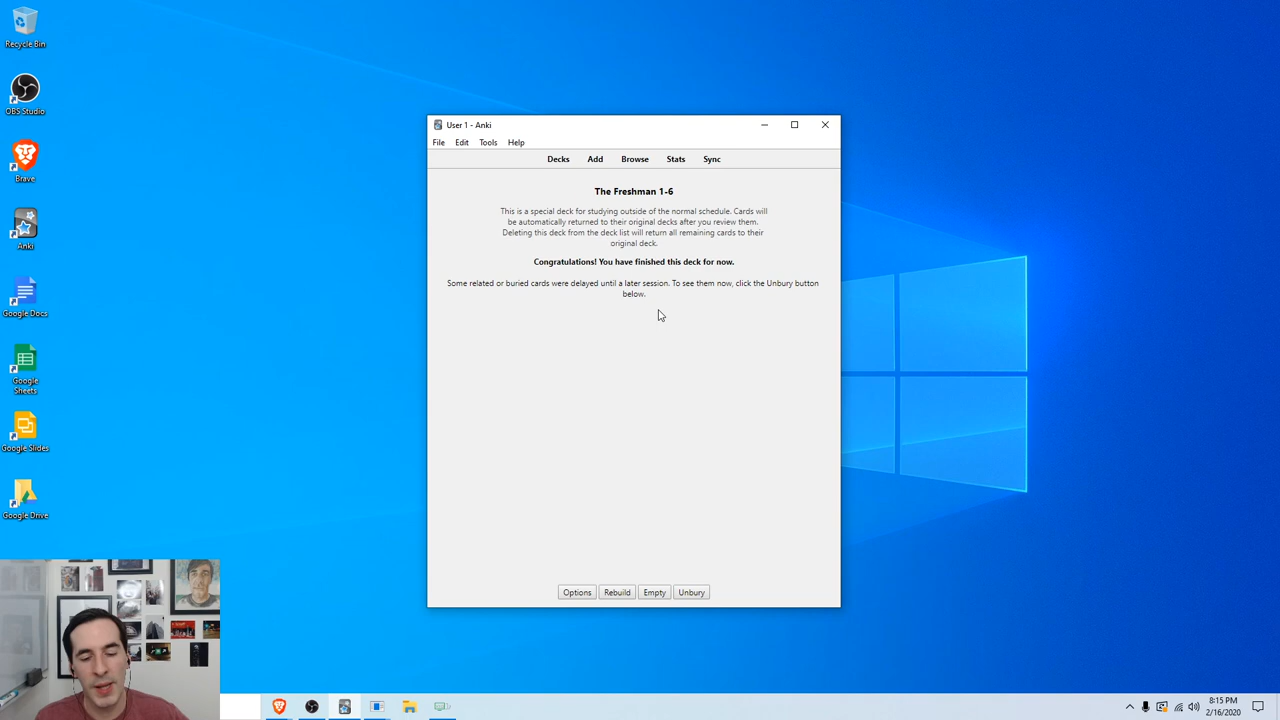 Recycle Bin
OBS Studio
Brave
Anki
Google Docs
Google
Sheets
Google Slides
Google Drive
User 1 - Anki
File Edit Tools Help
Decks Add Browse Stats Sync
The Freshman 1-6
This is a special deck for studying outside of the normal schedule. Cards will
be automatically returned to their original decks after you review them.
Deleting this deck from the deck list will return all remaining cards to their
original deck.
Congratulations! You have finished this deck for now.
Some related or buried cards were delayed until a later session. To see them now, click the Unbury button
below.
Options Rebuild Empty Unbury
8:15 PM
2/16/2020